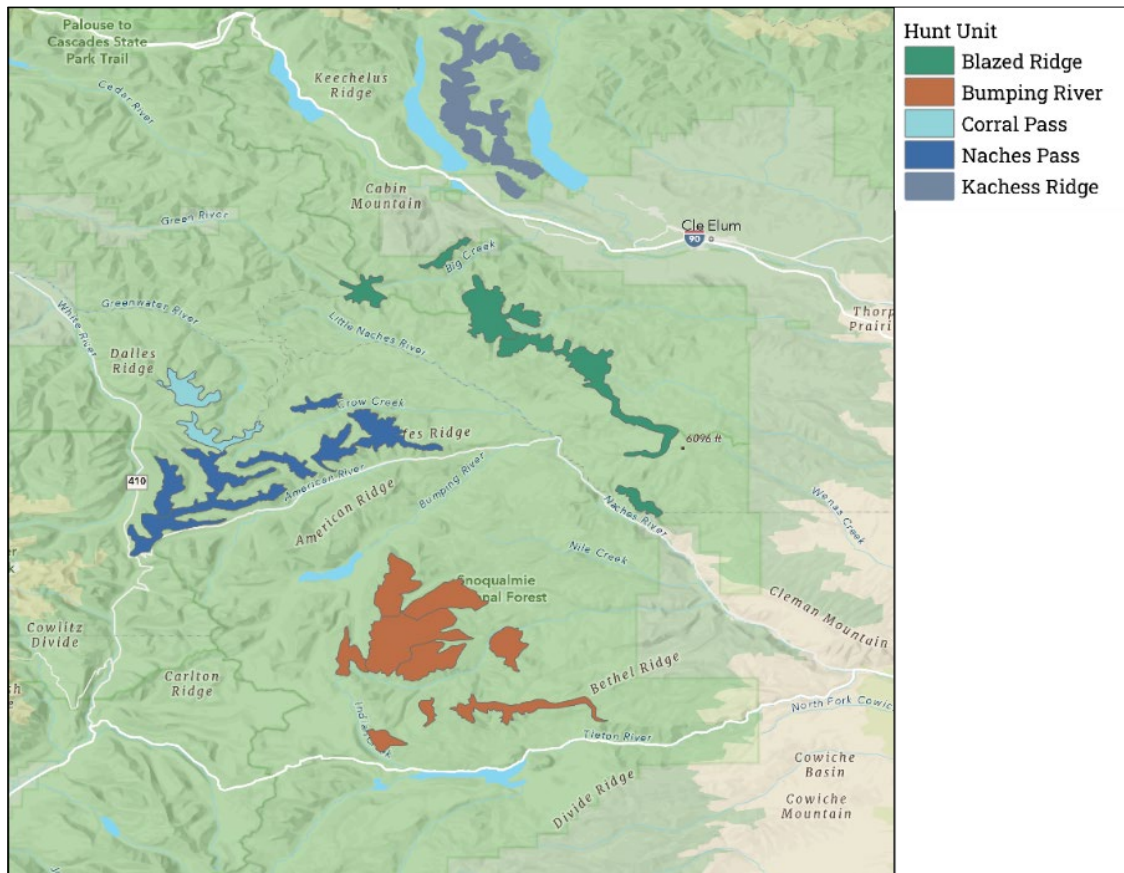 Palouse to
Cascades State
Park Trail
Keechelus
Ridge
Cedar River
Cabin
Mountain
Green River
Cle Elum
90
Big Creek
Greenwater River
White River
Little Naches River
Thorp
Prairi
Dalles
Ridge
Crow Creek
fes Ridge
6096 ft
410
American River
American Ridge
Bumping River
Naches River
Wenas Creek
Nile Creek
Snoqualmie
onal Forest
Cleman Mountain
Cowlitz
Divide
Carlton
Ridge
Bethel Ridge
North Fork Cowic
Tieton River
Divide Ridge
Cowiche
Basin
Cowiche
Mountain
Hunt Unit
Blazed Ridge
Bumping River
Corral Pass
Naches Pass
Kachess Ridge